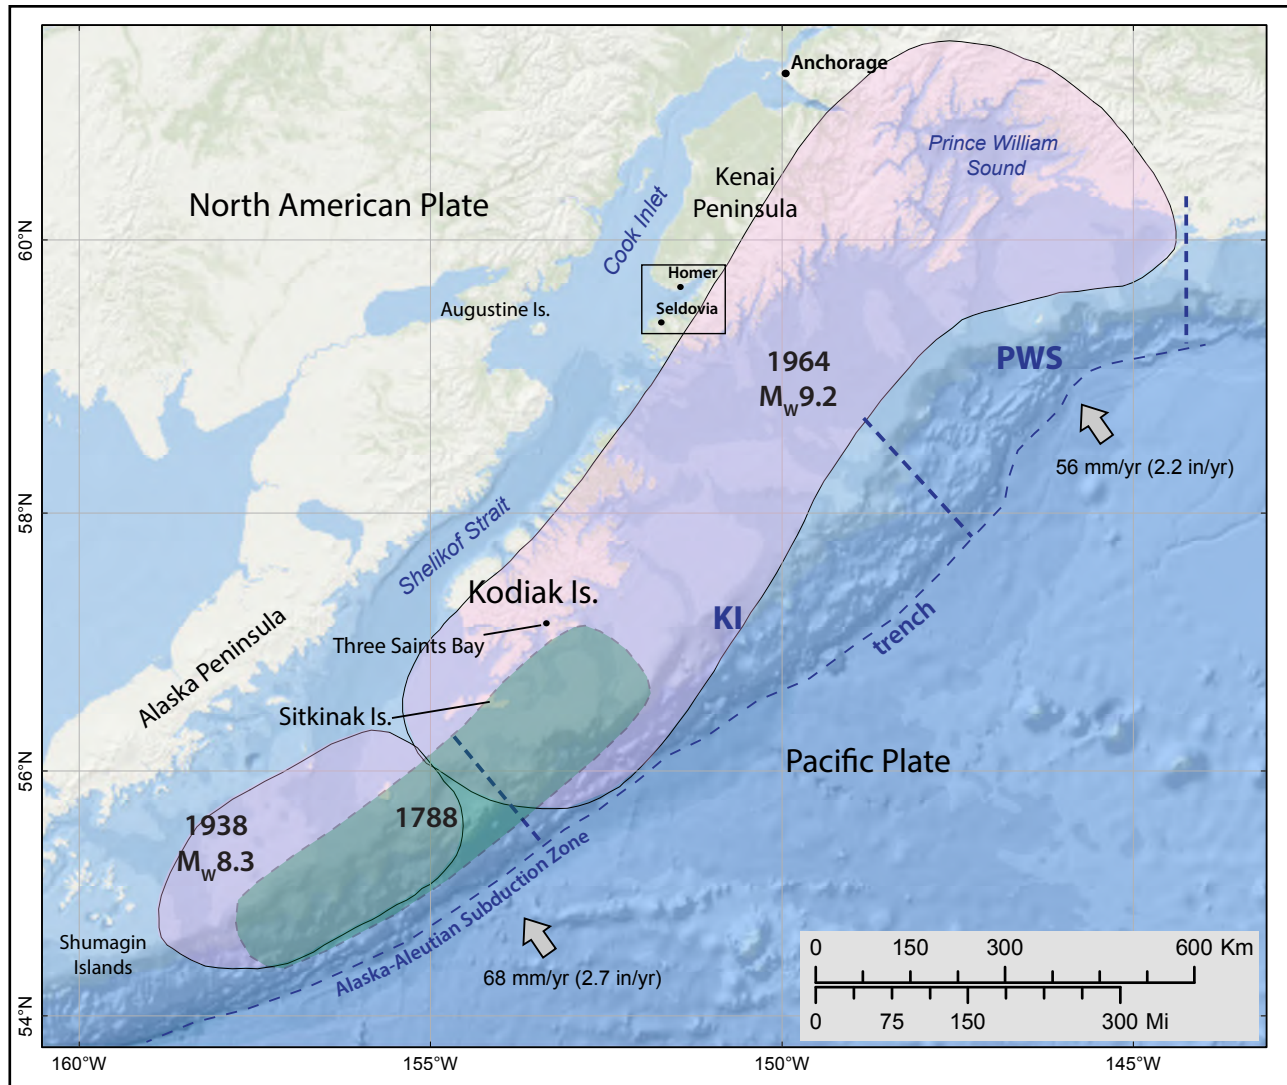 Anchorage
Prince William
Sound
Kenai
Peninsula
North American Plate
Cook Inlet
60°N
Homer
Augustine Is.
Seldovia
1964
Mw9.2
PWS
56 mm/yr (2.2 in/yr)
58°N
Shelikof Strait
Kodiak Is.
KI
trench
Three Saints Bay
Alaska Peninsula
Sitkinak Is.
56°N
Pacific Plate
1938
Mw8.3
1788
Alaska-Aleutian Subduction Zone
Shumagin
Islands
68 mm/yr (2.7 in/yr)
0 150 300 600 Km
0 75 150 300 Mi
54°N
160°W 155°W 150°W 145°W